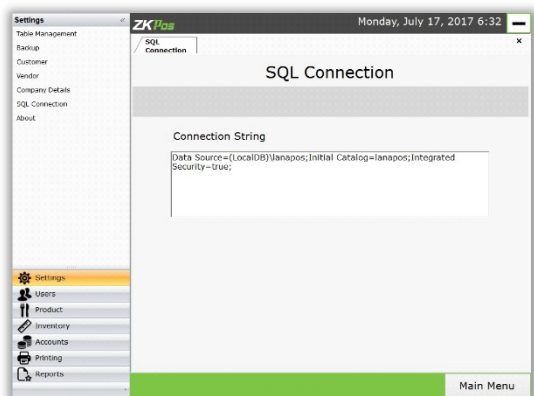 Settings
«
Table Management
Backup
Customer
Vendor
Company Details
SQL Connection
About
Settings
Users
Product
Inventory
Accounts
Printing
Reports
ZKPos
Monday, July 17, 2017 6:32
SQL
Connection
×
SQL Connection
Connection String
Data Source=(LocalDB)\lanapos;Initial Catalog=lanapos;Integrated
Security=true;
Main Menu